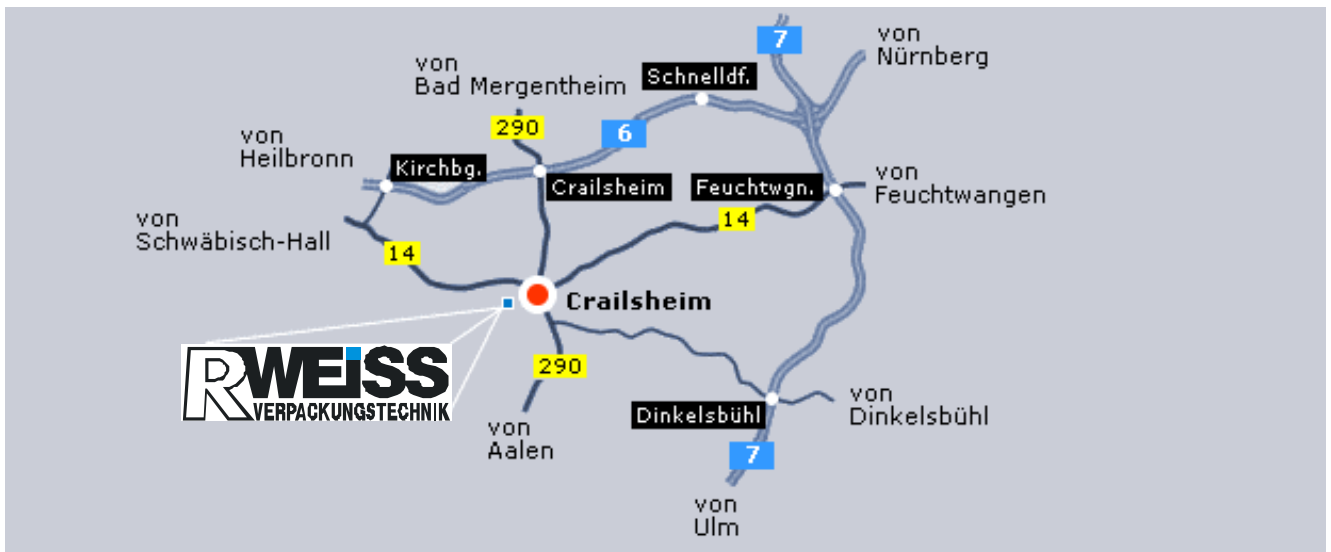 7
von
Nürnberg
von
Bad Mergentheim
Schnelldf.
290
6
von
Heilbronn
Kirchbg.
Crailsheim
Feuchtwgn.
von
Feuchtwangen
von
Schwäbisch-Hall
14
14
Crailsheim
RWEiSS
VERPACKUNGSTECHNIK
290
von
Aalen
Dinkelsbühl
von
Dinkelsbühl
7
von
Ulm